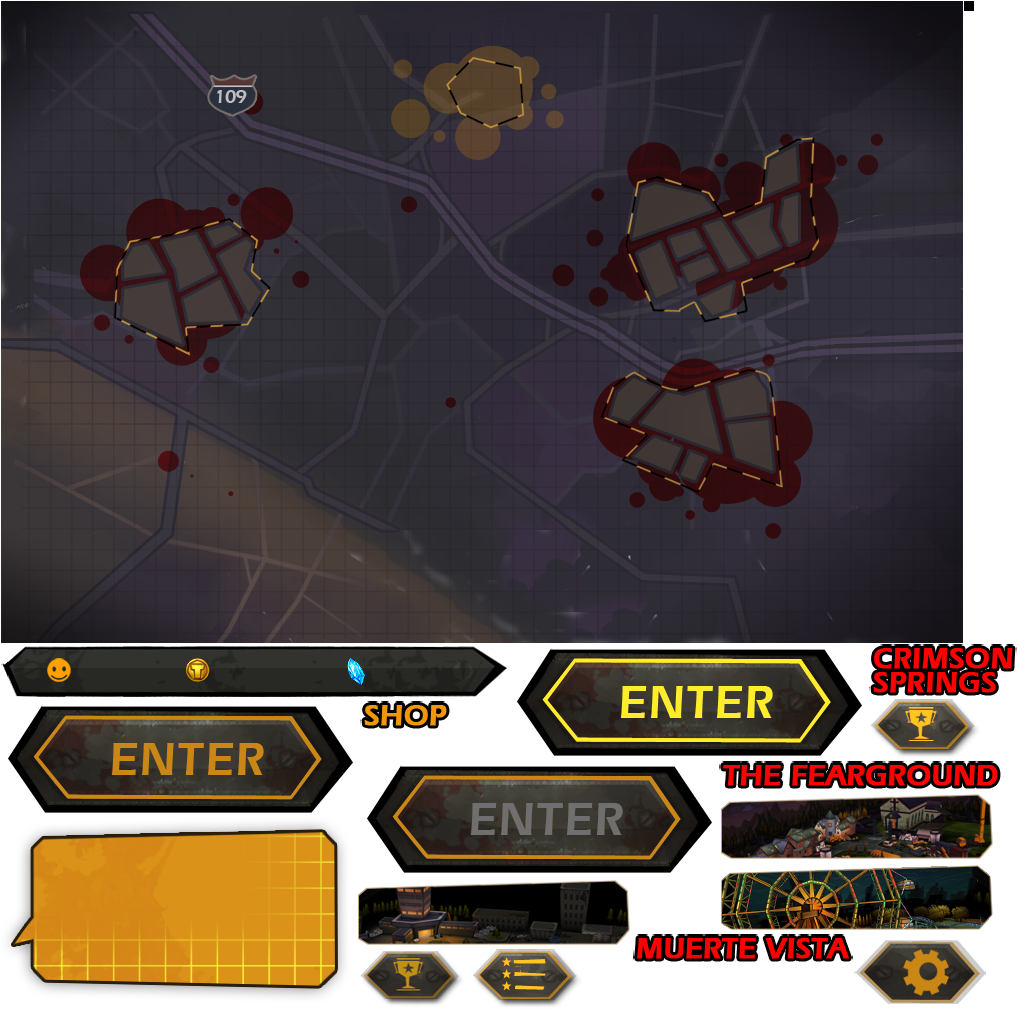 109
CRIMSON
SPRINGS
ENTER
SHOP
ENTER
THE FEARGROUND
ENTER
MUERTE VISTA